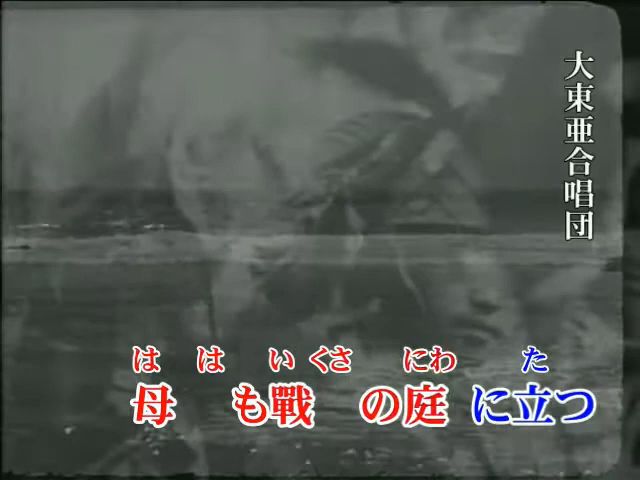 大東亜合唱団
は は い くさ にわ た
母 も戰 の庭 に立つ